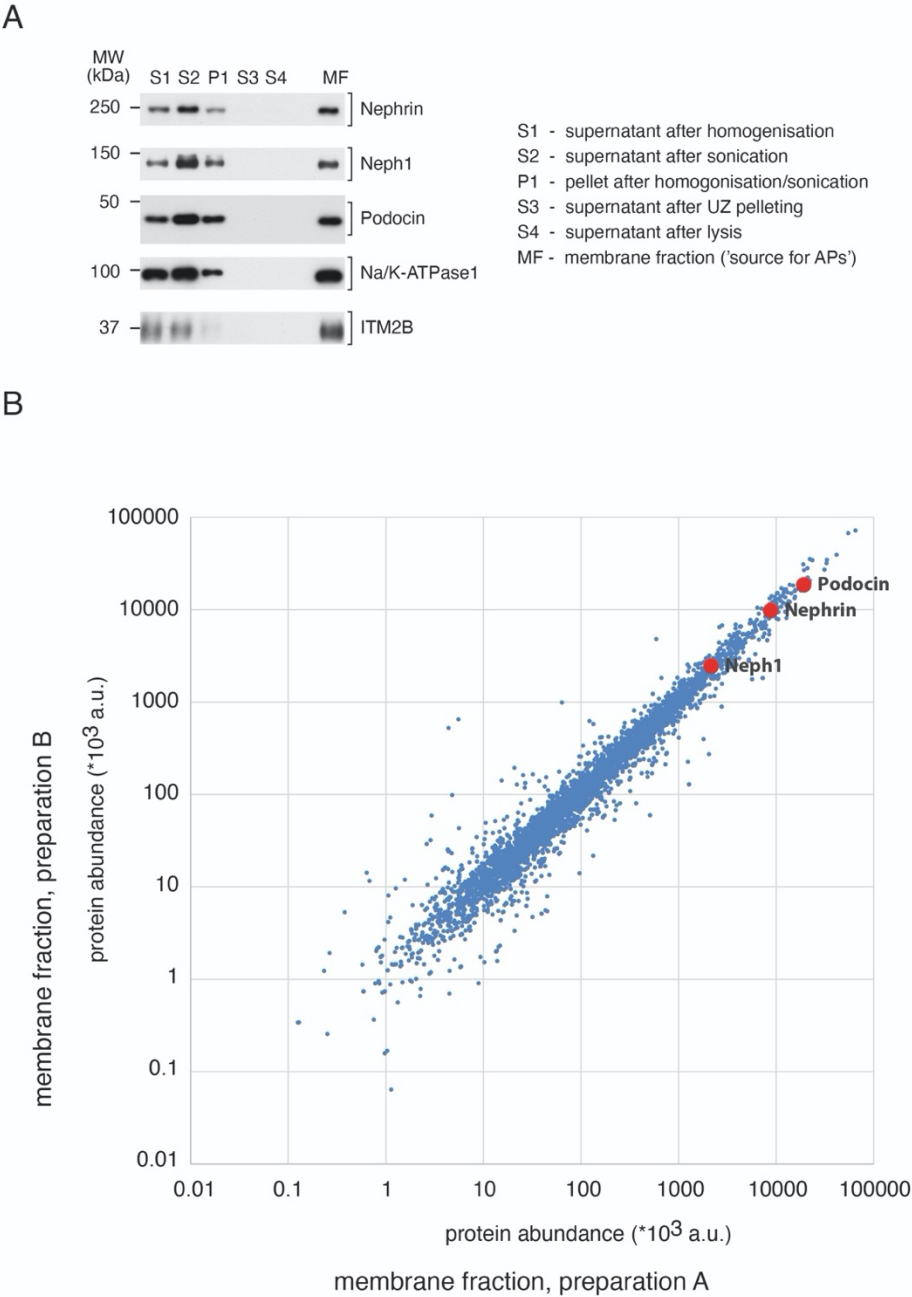 A
MW
(kDa)
S1 S2 P1 S3 S4 MF
250
Nephrin
150
Neph1
50
Podocin
100
Na/K-ATPase1
37
ITM2B
S1 - supernatant after homogenisation
S2 - supernatant after sonication
P1 - pellet after homogonisation/sonication
S3 - supernatant after UZ pelleting
S4 - supernatant after lysis
MF - membrane fraction ('source for APs')
B
membrane fraction, preparation B
protein abundance (*10³ a.u.)
100000
10000
1000
100
10
1
0.1
0.01
Podocin
Nephrin
Neph1
0.01 0.1 1 10 100 1000 10000 100000
protein abundance (*10³ a.u.)
membrane fraction, preparation A